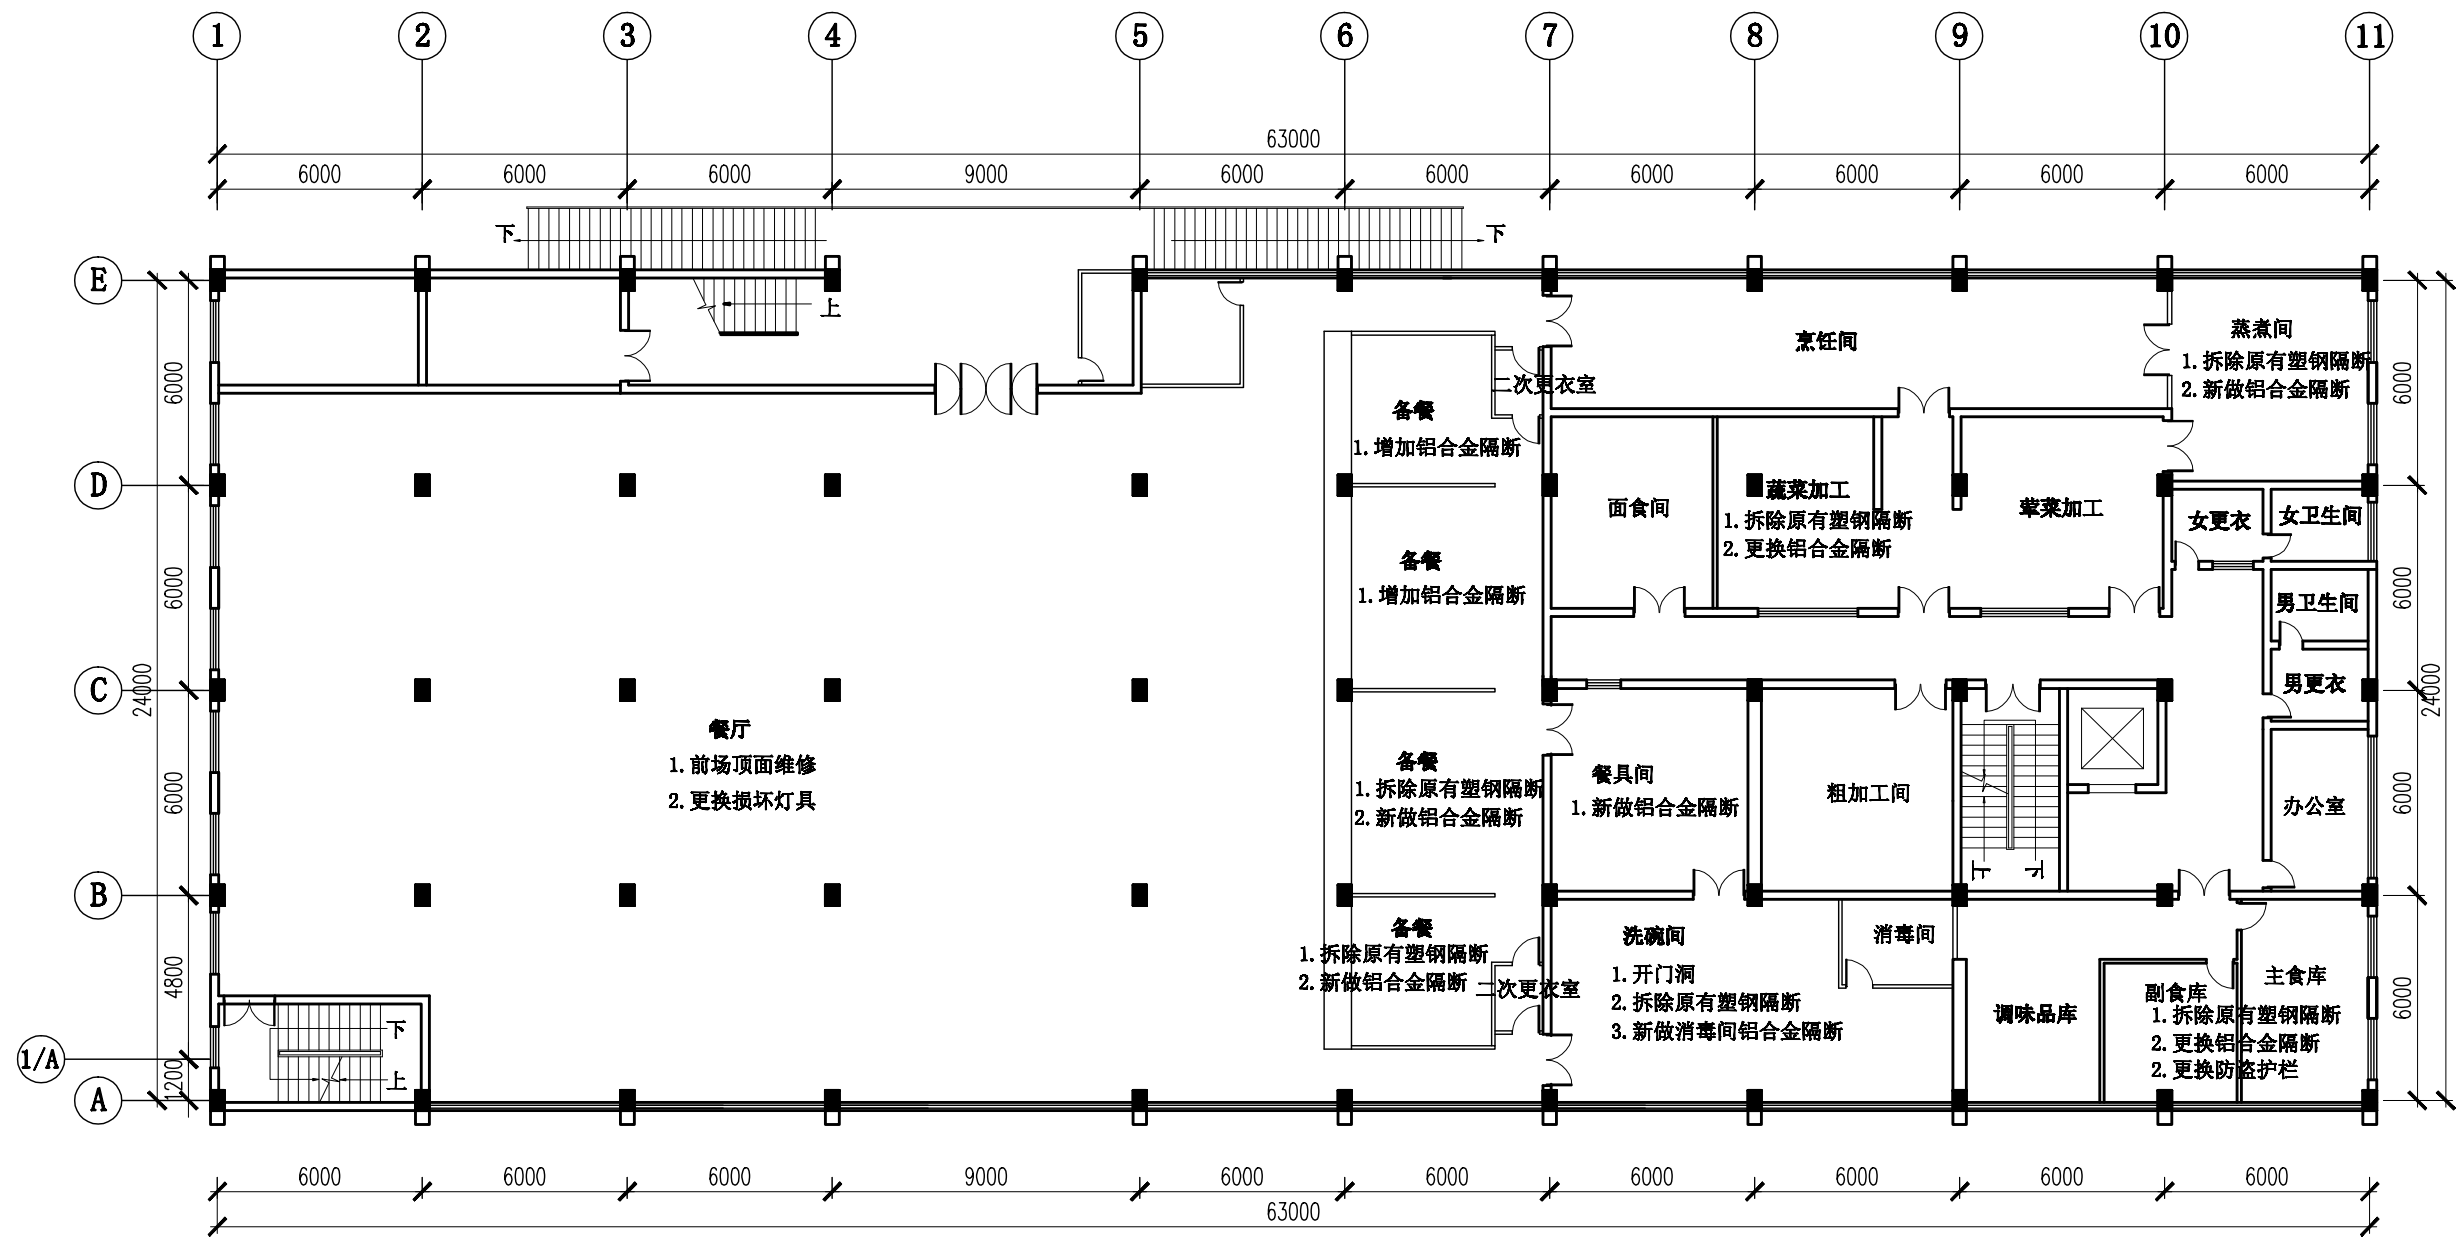 1 2 3 4 5 6 7 8 9 10 11
63000
6000 6000 6000 9000 6000 6000 6000 6000 6000 6000
下 下
E
上
烹饪间
蒸煮间
1.拆除原有塑钢隔断
2.新做铝合金隔断
6000
6000
二次更衣室
备餐
1.增加铝合金隔断
D
面食间
蔬菜加工
1.拆除原有塑钢隔断
2.更换铝合金隔断
荤菜加工
女更衣
女卫生间
备餐
1.增加铝合金隔断
6000
6000
男卫生间
24000
24000
C
男更衣
餐厅
1.前场顶面维修
2.更换损坏灯具
备餐
1.拆除原有塑钢隔断
2.新做铝合金隔断
餐具间
1.新做铝合金隔断
粗加工间
办公室
6000
6000
上 下
B
备餐
1.拆除原有塑钢隔断
2.新做铝合金隔断
二次更衣室
洗碗间
1.开门洞
2.拆除原有塑钢隔断
3.新做消毒间铝合金隔断
消毒间
调味品库
副食库
1.拆除原有塑钢隔断
2.更换铝合金隔断
2.更换防盗护栏
主食库
4800
6000
下
上
1/A
1200
A
6000 6000 6000 9000 6000 6000 6000 6000 6000 6000
63000